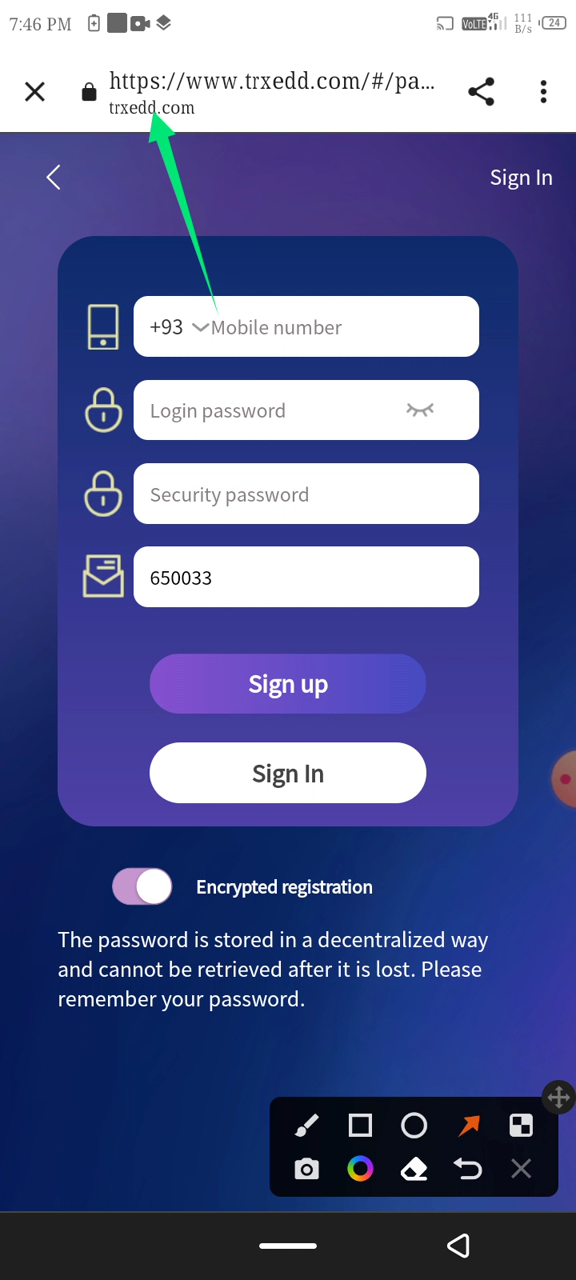 7:46 PM VoLTE 4G 111 B/s 24
https://www.trxedd.com/#/pa...
trxedd.com
Sign In
+93 Mobile number
Login password
Security password
650033
Sign up
Sign In
Encrypted registration
The password is stored in a decentralized way
and cannot be retrieved after it is lost. Please
remember your password.